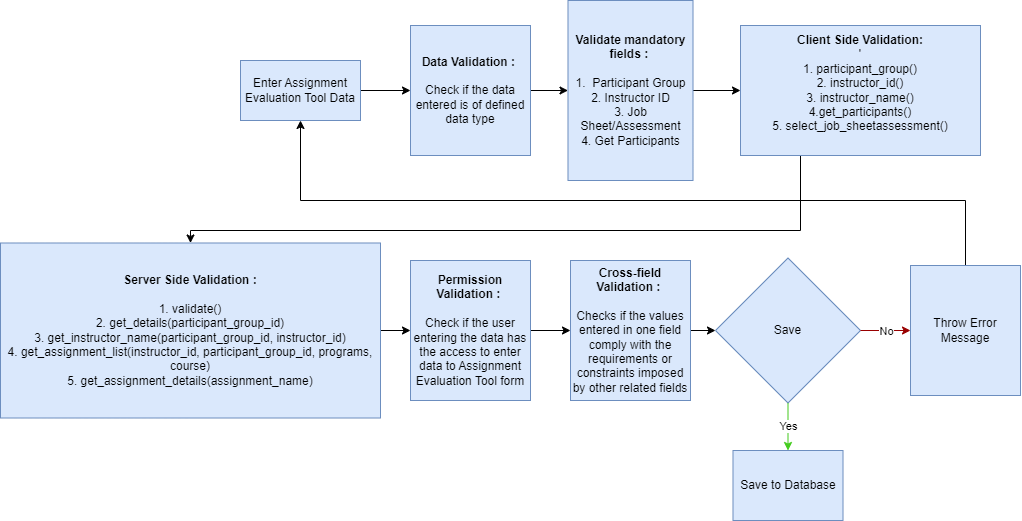 Enter Assignment
Evaluation Tool Data
Data Validation :
Check if the data
entered is of defined
data type
Validate mandatory
fields :
1.  Participant Group
2. Instructor ID
3. Job
Sheet/Assessment
4. Get Participants
Client Side Validation:
'
1. participant_group()
2. instructor_id()
3. instructor_name()
4.get_participants()
5. select_job_sheetassessment()
Server Side Validation :
1. validate()
2. get_details(participant_group_id)
3. get_instructor_name(participant_group_id, instructor_id)
4. get_assignment_list(instructor_id, participant_group_id, programs,
course)
5. get_assignment_details(assignment_name)
Permission
Validation :
Check if the user
entering the data has
the access to enter
data to Assignment
Evaluation Tool form
Cross-field
Validation :
Checks if the values
entered in one field
comply with the
requirements or
constraints imposed
by other related fields
Save
No
Throw Error
Message
Yes
Save to Database